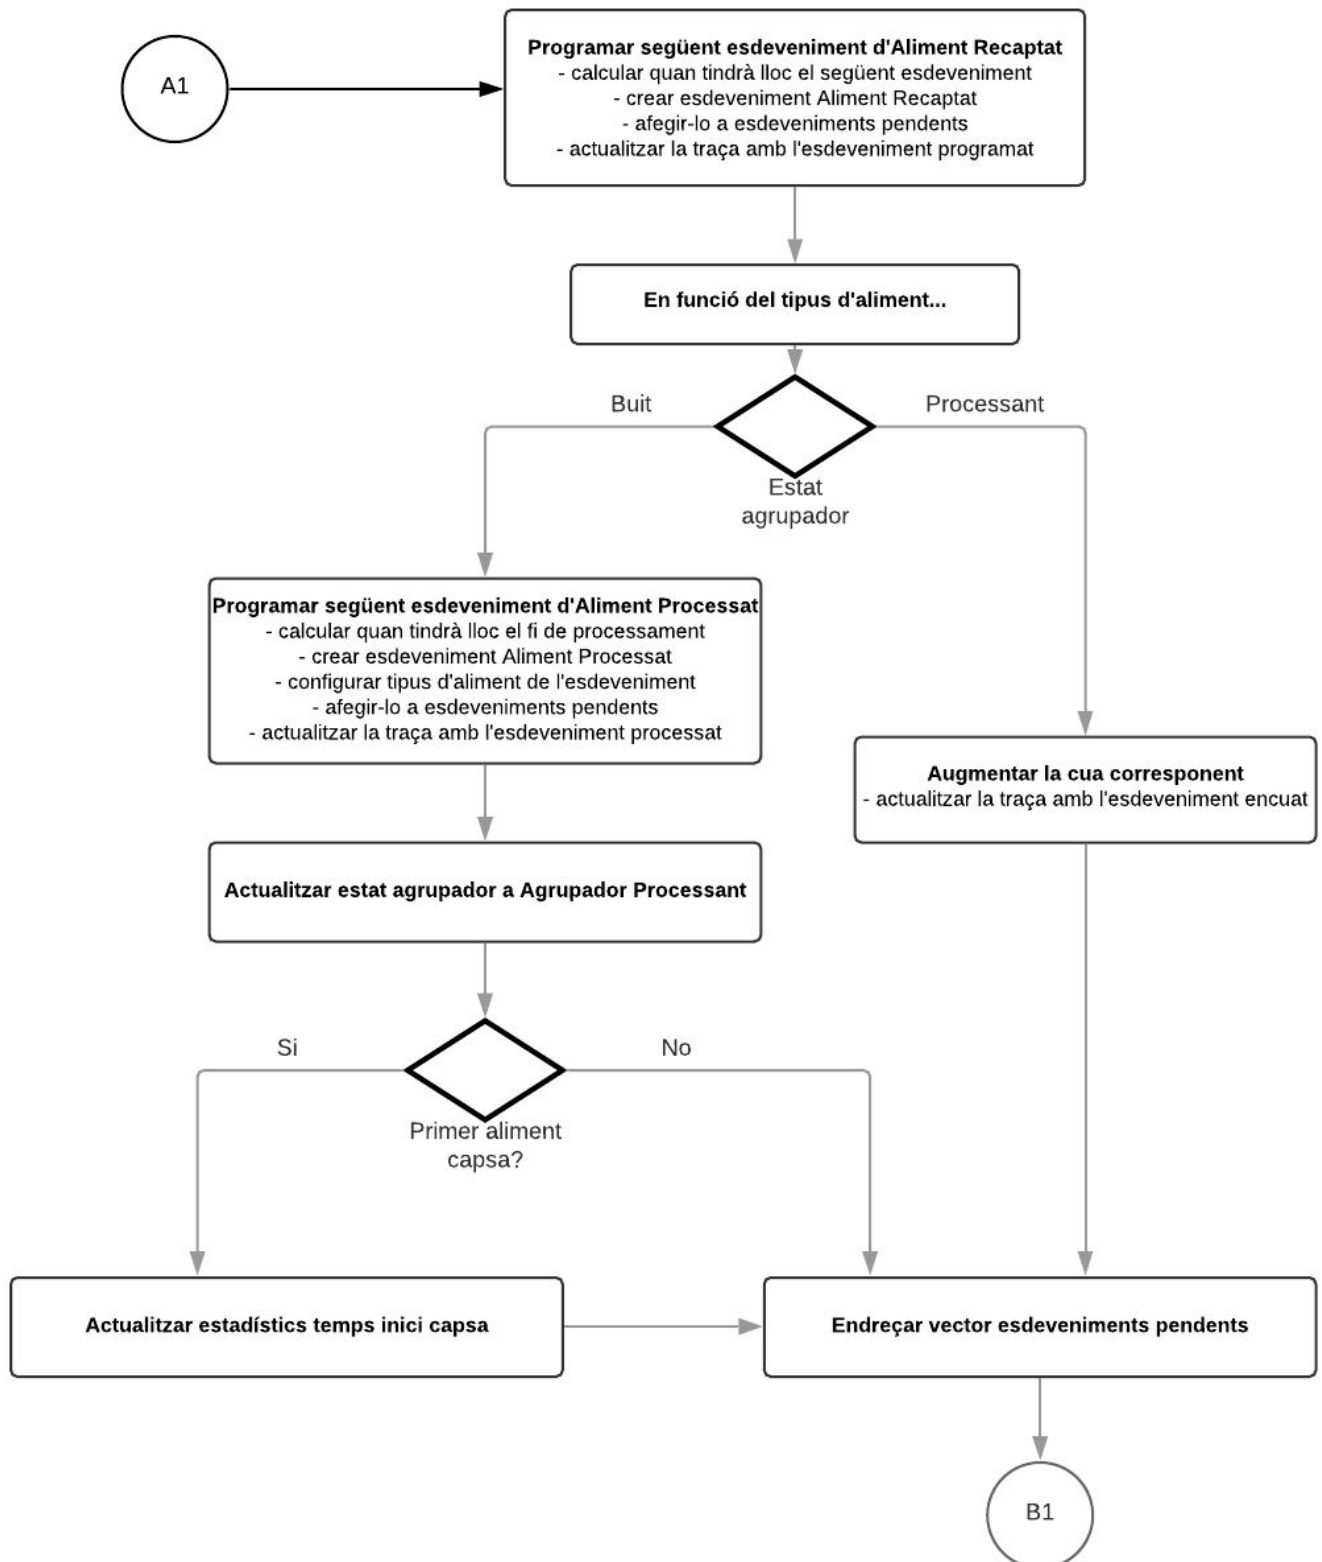 A1
Programar següent esdeveniment d'Aliment Recaptat
- calcular quan tindrà lloc el següent esdeveniment
- crear esdeveniment Aliment Recaptat
- afegir-lo a esdeveniments pendents
- actualitzar la traça amb l'esdeveniment programat
En funció del tipus d'aliment...
Buit
Processant
Estat
agrupador
Programar següent esdeveniment d'Aliment Processat
- calcular quan tindrà lloc el fi de processament
- crear esdeveniment Aliment Processat
- configurar tipus d'aliment de l'esdeveniment
- afegir-lo a esdeveniments pendents
- actualitzar la traça amb l'esdeveniment processat
Augmentar la cua corresponent
- actualitzar la traça amb l'esdeveniment encuat
Actualitzar estat agrupador a Agrupador Processant
Si
No
Primer aliment
capsa?
Actualitzar estadístics temps inici capsa
Endreçar vector esdeveniments pendents
B1